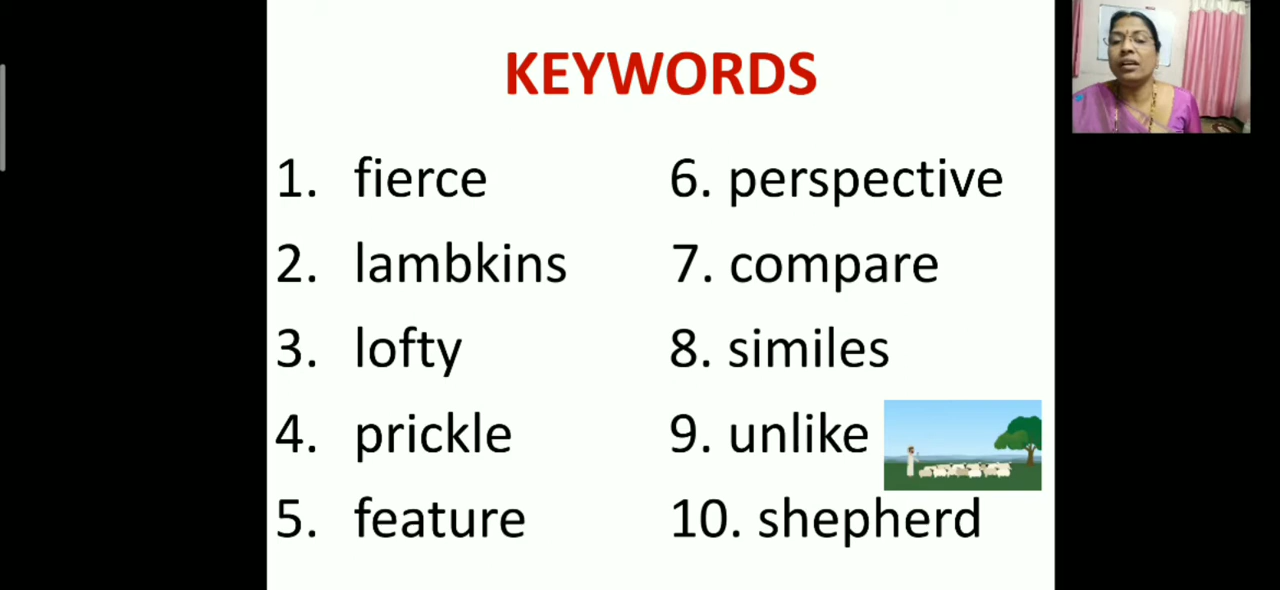 KEYWORDS
1. fierce
2. lambkins
3. lofty
4. prickle
5. feature
6. perspective
7. compare
8. similes
9. unlike
10. shepherd